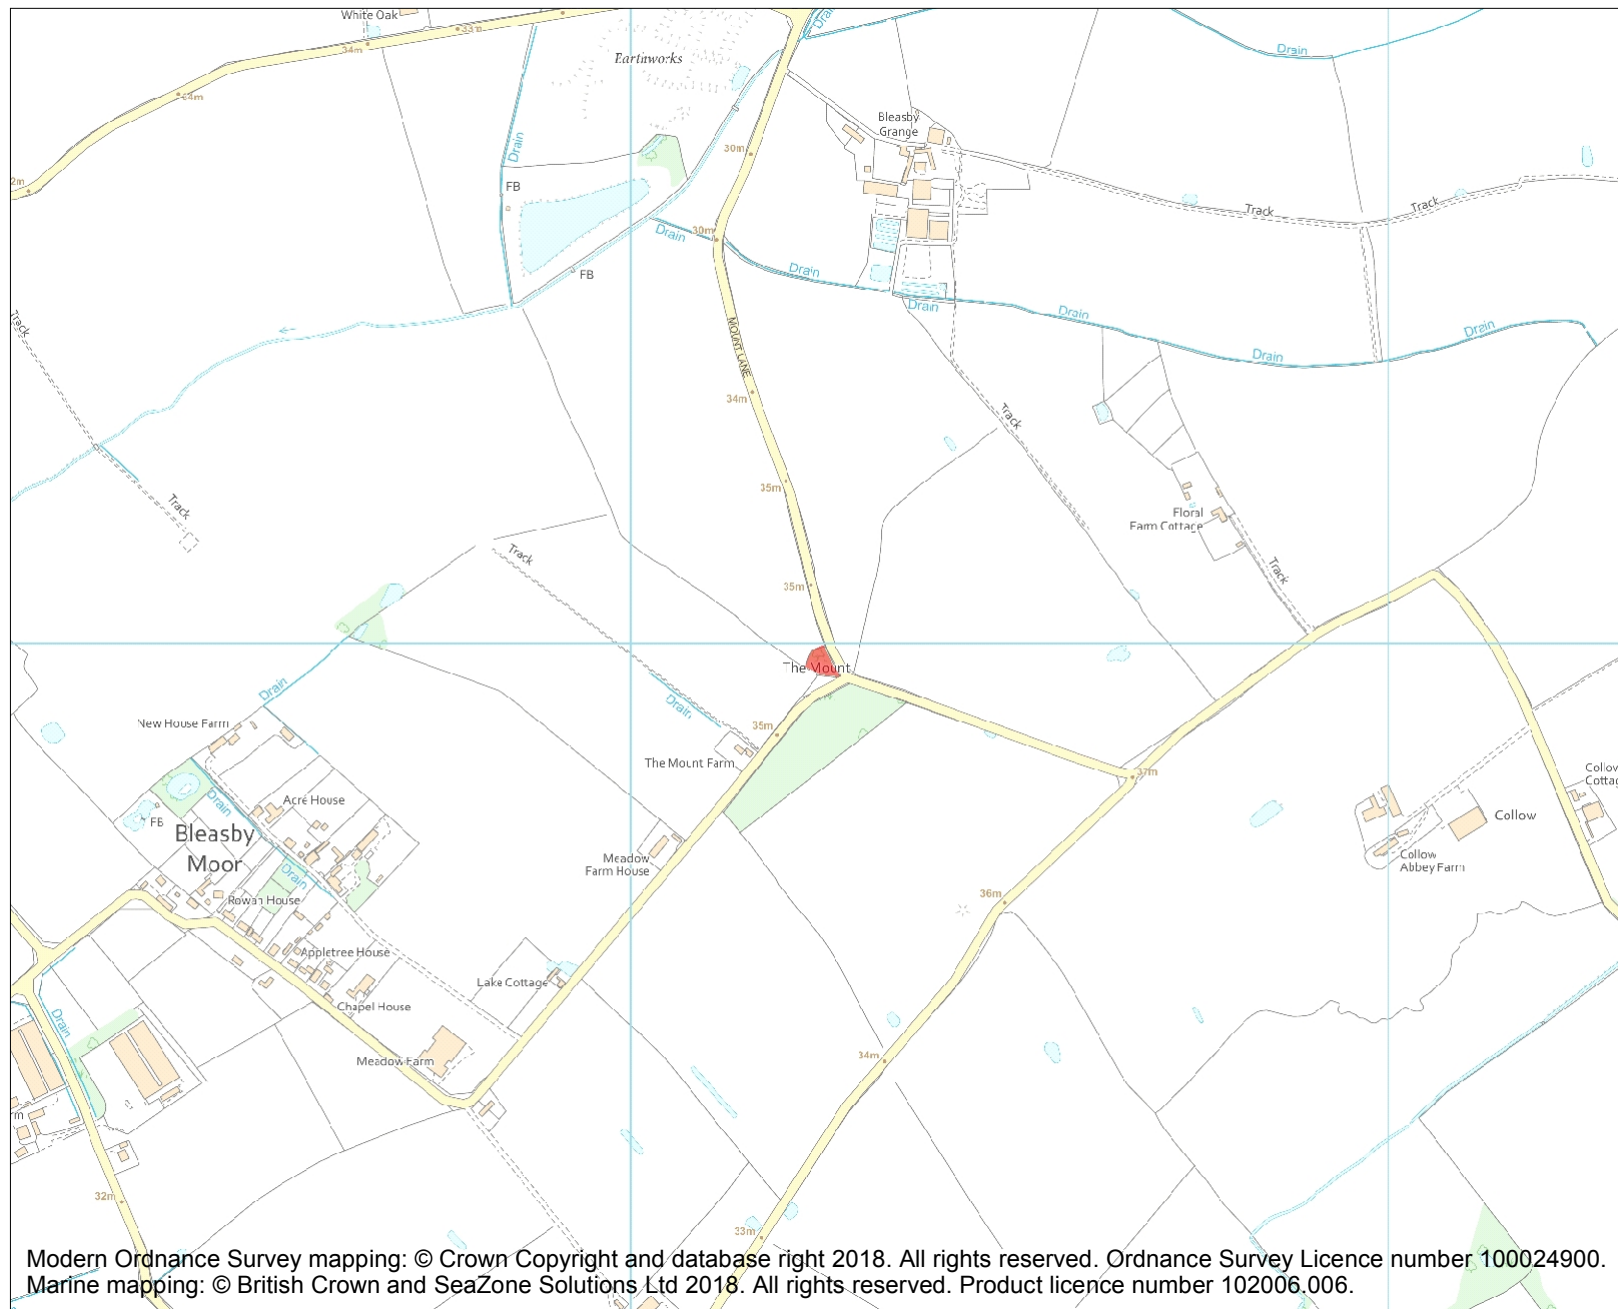 White Oak
33m
34m
Earthworks
Drain
Drain
64m
Bleasby
Grange
Drain
30m
2m
FB
Track
Track
Drain
30m
FB
Drain
Drain
Drain
Drain
Drain
Track
MOUNT LANE
34m
Track
35m
Track
Floral
Farm Cottage
Track
Track
35m
The Mount
Drain
Drain
New House Farm
35m
The Mount Farm
37m
Acre House
Drain
FB
Bleasby
Moor
Collow
Meadow
Farm House
Collow
Abbey Farm
Drain
36m
Rowan House
Appletree House
Lake Cottage
Chapel House
Drain
Meadow Farm
34m
32m
33m
Modern Ordnance Survey mapping: © Crown Copyright and database right 2018. All rights reserved. Ordnance Survey Licence number 100024900.
Marine mapping: © British Crown and SeaZone Solutions Ltd 2018. All rights reserved. Product licence number 102006.006.